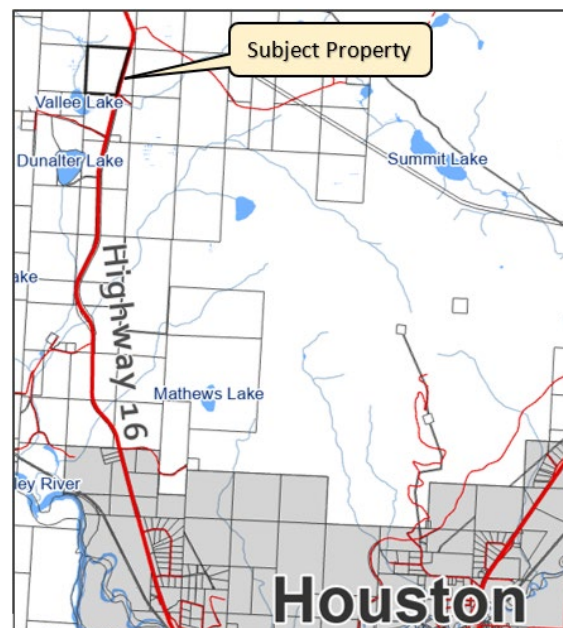 Subject Property
Vallee Lake
Dunalter Lake
Summit Lake
ake
Highway 16
Mathews Lake
ley River
Houston